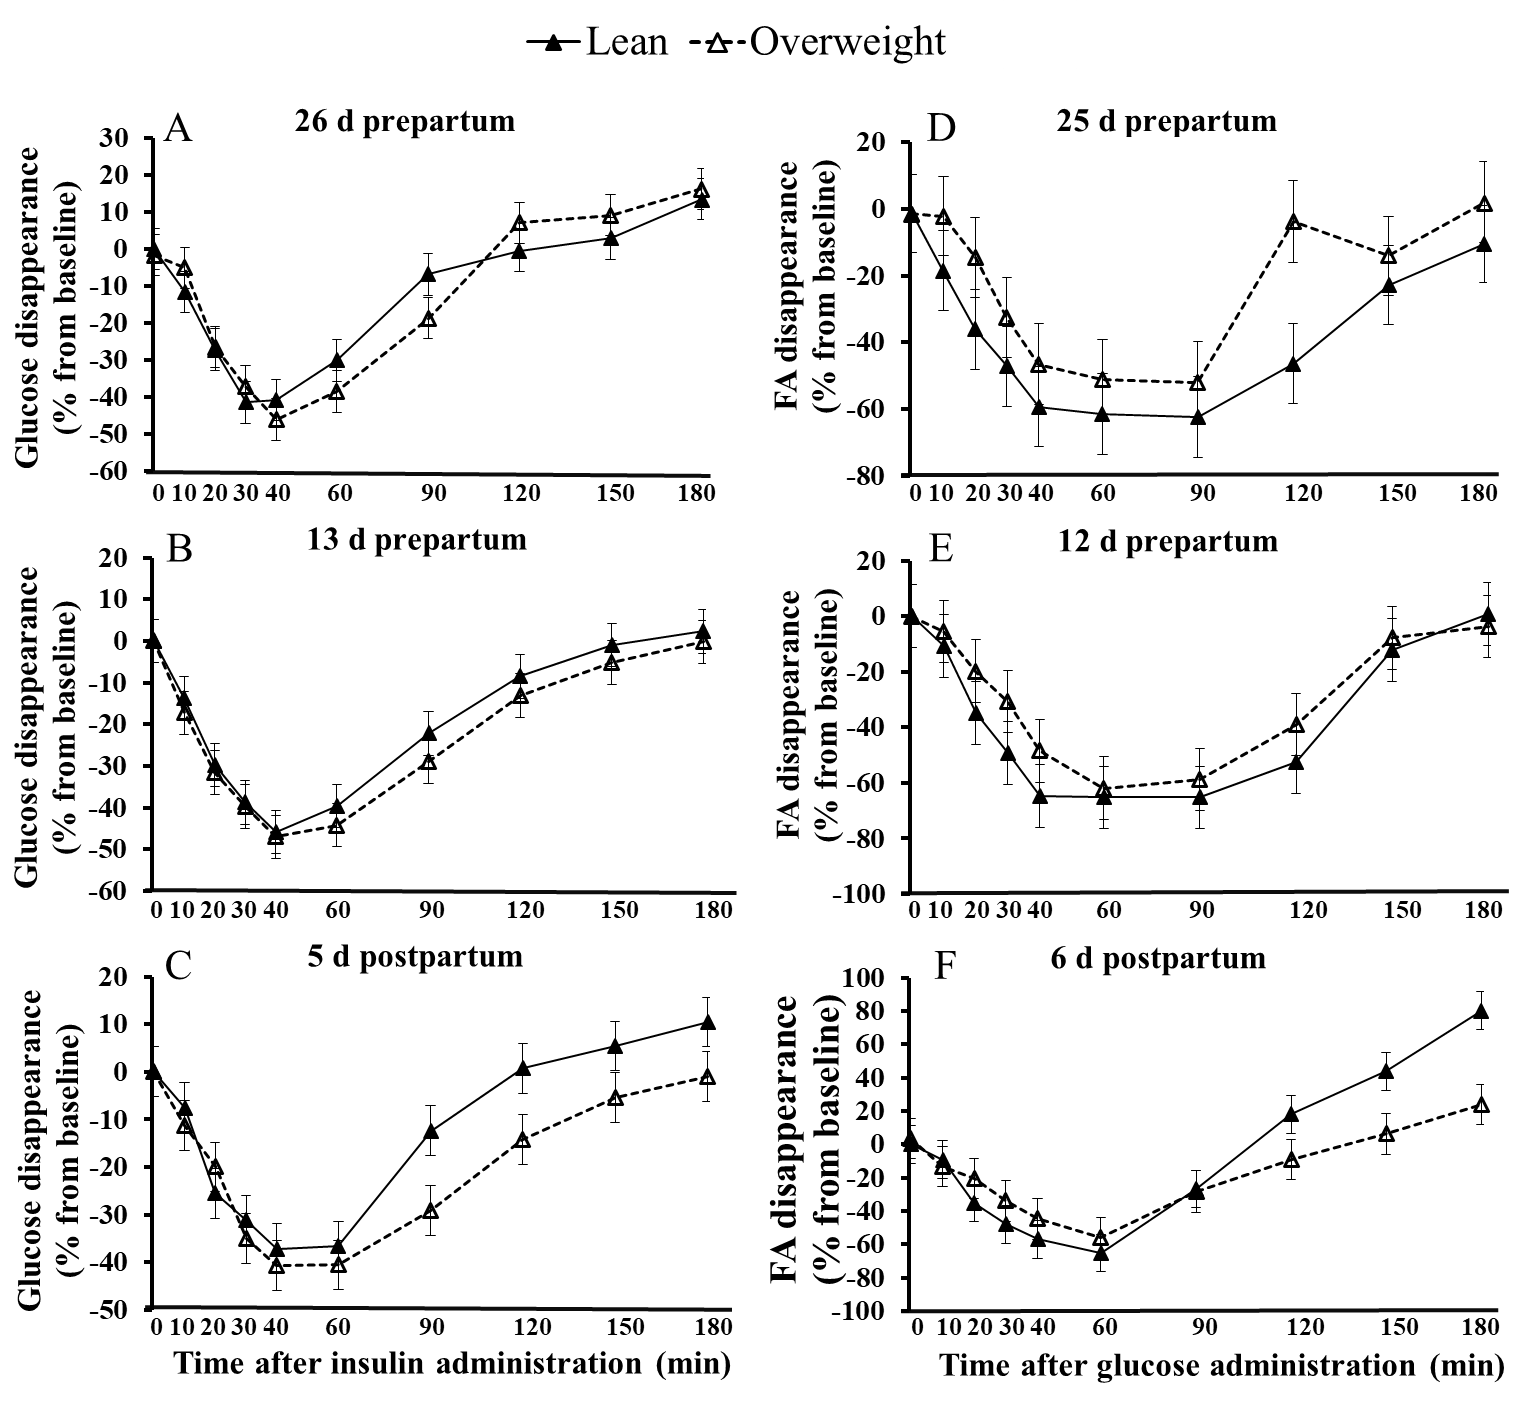 Lean Overweight
A 26 d prepartum
Glucose disappearance
(% from baseline)
30
20
10
0
-10
-20
-30
-40
-50
-60
0 10 20 30 40 60 90 120 150 180
D 25 d prepartum
FA disappearance
(% from baseline)
20
0
-20
-40
-60
-80
0 10 20 30 40 60 90 120 150 180
B 13 d prepartum
Glucose disappearance
(% from baseline)
20
10
0
-10
-20
-30
-40
-50
-60
0 10 20 30 40 60 90 120 150 180
E 12 d prepartum
FA disappearance
(% from baseline)
20
0
-20
-40
-60
-80
-100
0 10 20 30 40 60 90 120 150 180
C 5 d postpartum
Glucose disappearance
(% from baseline)
20
10
0
-10
-20
-30
-40
-50
0 10 20 30 40 60 90 120 150 180
Time after insulin administration (min)
F 6 d postpartum
FA disappearance
(% from baseline)
100
80
60
40
20
0
-20
-40
-60
-80
-100
0 10 20 30 40 60 90 120 150 180
Time after glucose administration (min)